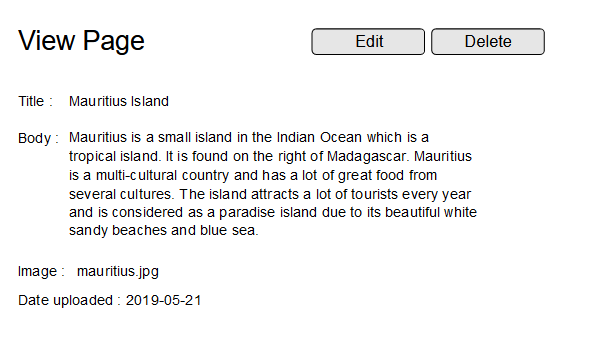 View Page
Edit
Delete
Title : Mauritius Island
Body : Mauritius is a small island in the Indian Ocean which is a
tropical island. It is found on the right of Madagascar. Mauritius
is a multi-cultural country and has a lot of great food from
several cultures. The island attracts a lot of tourists every year
and is considered as a paradise island due to its beautiful white
sandy beaches and blue sea.
Image : mauritius.jpg
Date uploaded : 2019-05-21